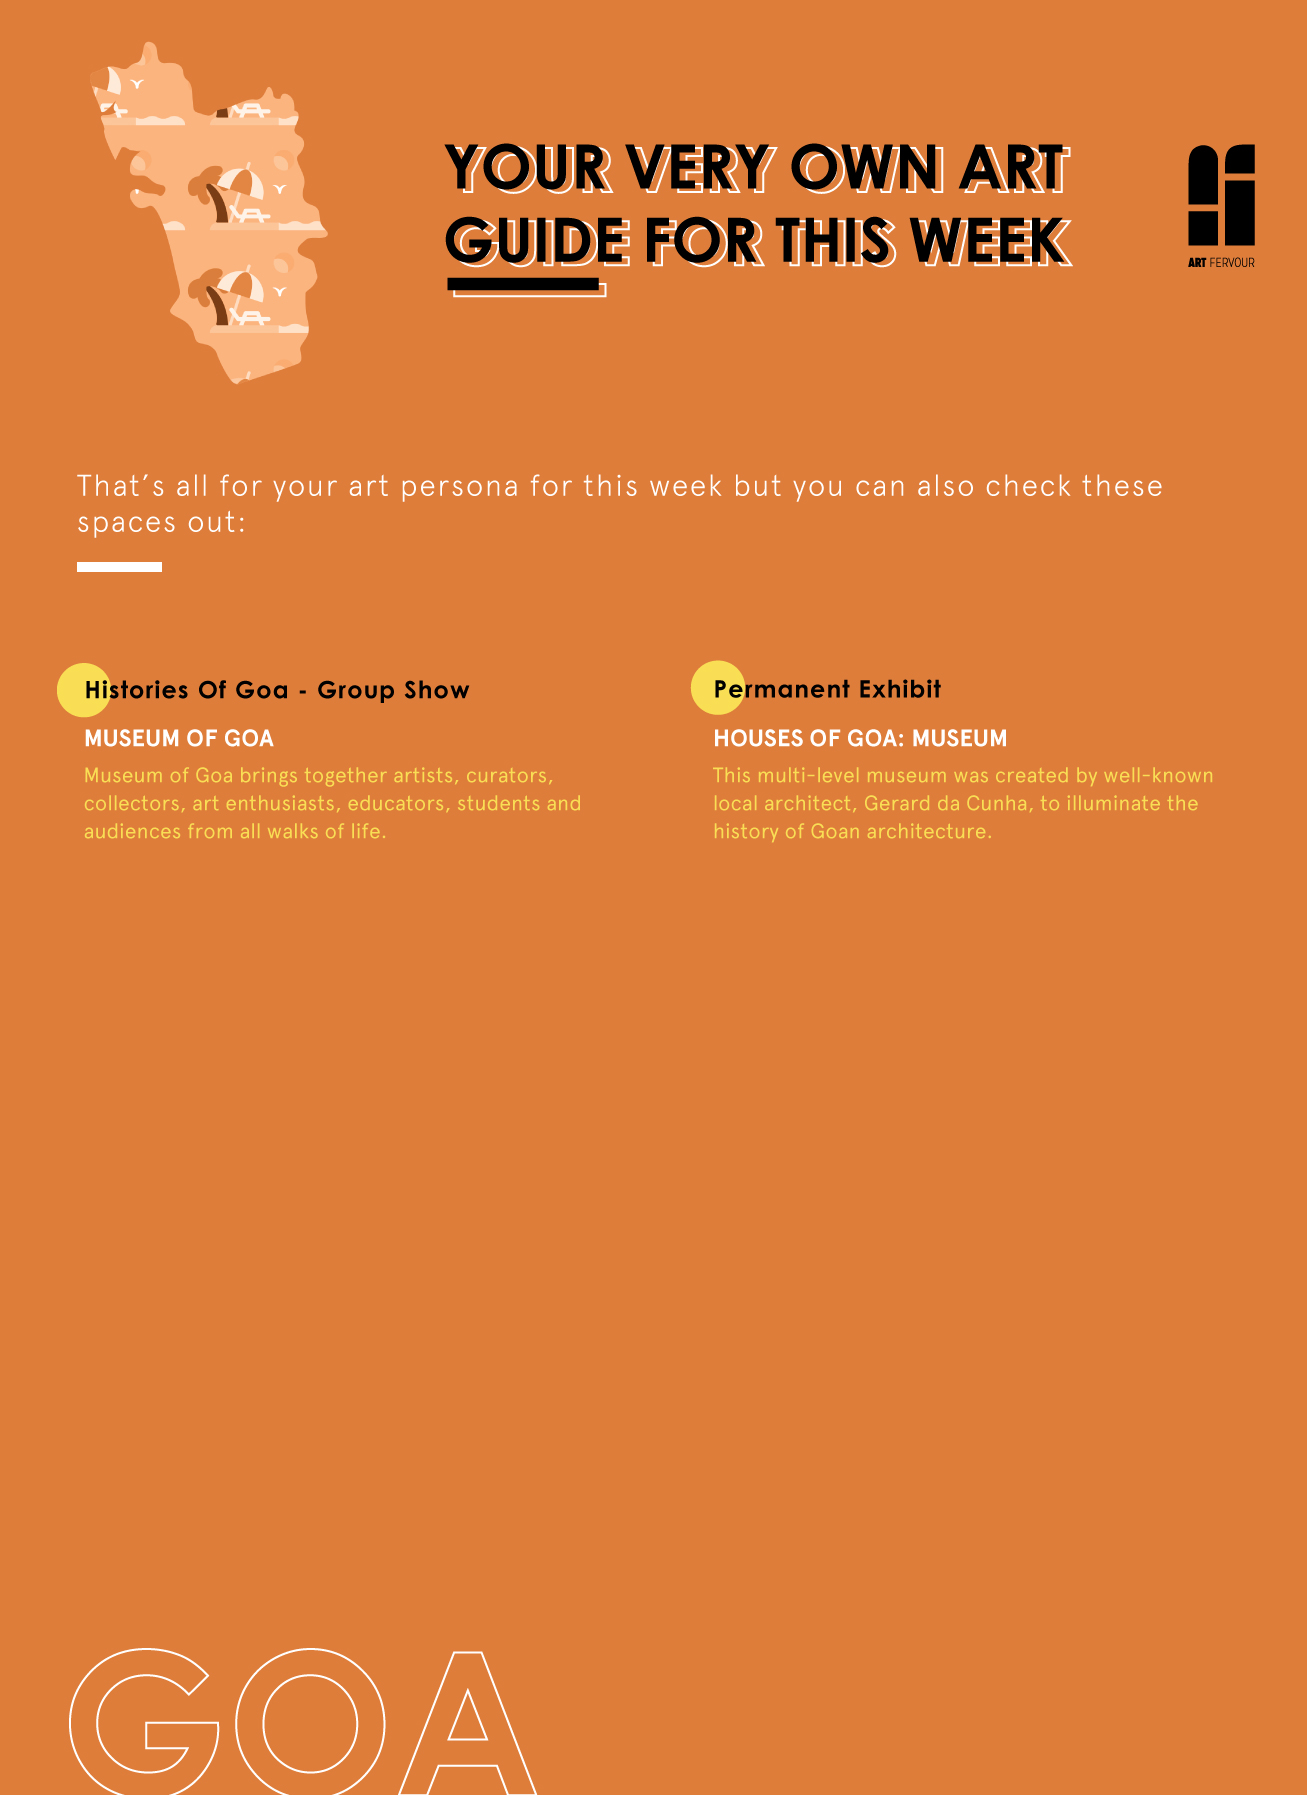 YOUR VERY OWN ART
GUIDE FOR THIS WEEK
ART FERVOUR
That´s all for your art persona for this week but you can also check these
spaces out:
Histories Of Goa - Group Show
MUSEUM OF GOA
Museum of Goa brings together artists, curators,
collectors, art enthusiasts, educators, students and
audiences from all walks of life.
Permanent Exhibit
HOUSES OF GOA: MUSEUM
This multi-level museum was created by well-known
local architect, Gerard da Cunha, to illuminate the
history of Goan architecture.
GOA